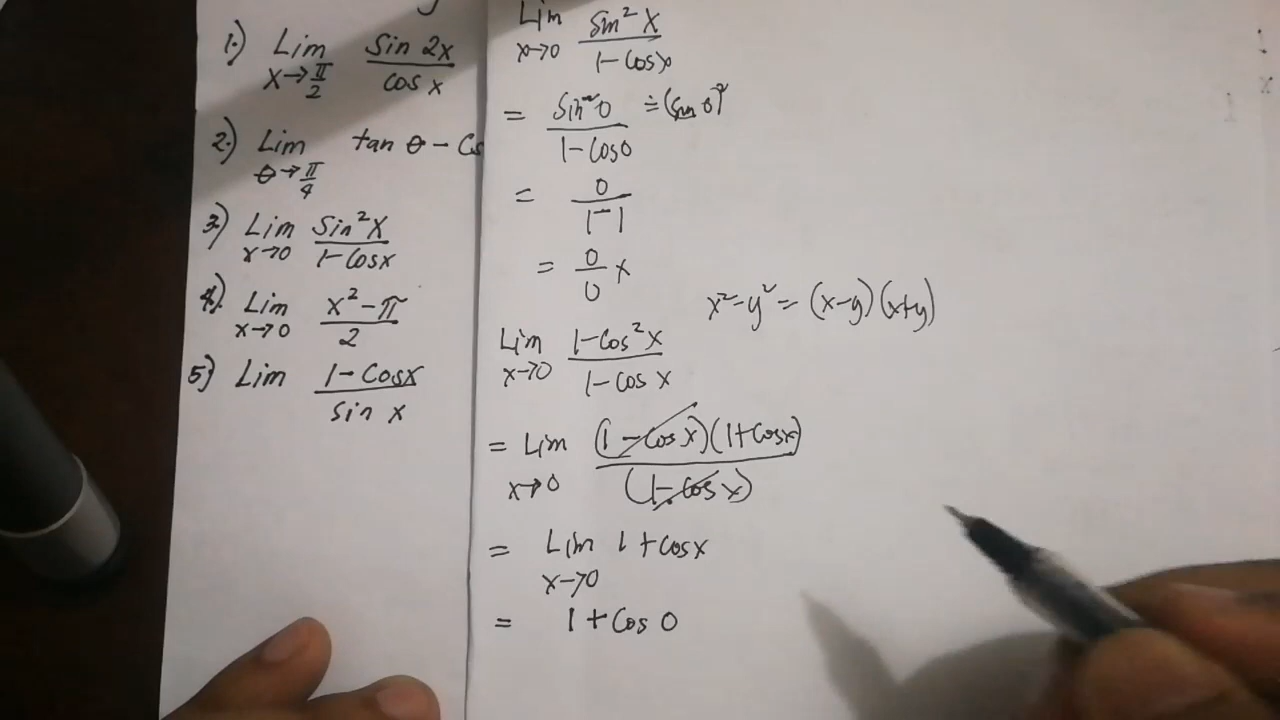 1.) Lim x→π/2 sin 2x / cos x
2.) Lim θ→π/4 tan θ -
3.) Lim x→0 Sin²x / 1-Cosx
4.) Lim x→0 x²-π / 2
5.) Lim 1-Cosx / sin x
Lim x→0 Sin²x / 1-Cosx
= Sin²0 / 1-Cos0 = (Sin 0)²
= 0 / 1-1
= 0/0 x
x²-y² = (x-y)(x+y)
Lim x→0 1-Cos²x / 1-Cos x
= Lim x→0 (1-Cosx)(1+Cosx) / (1-Cosx)
= Lim x→0 1+Cosx
= 1+Cos 0